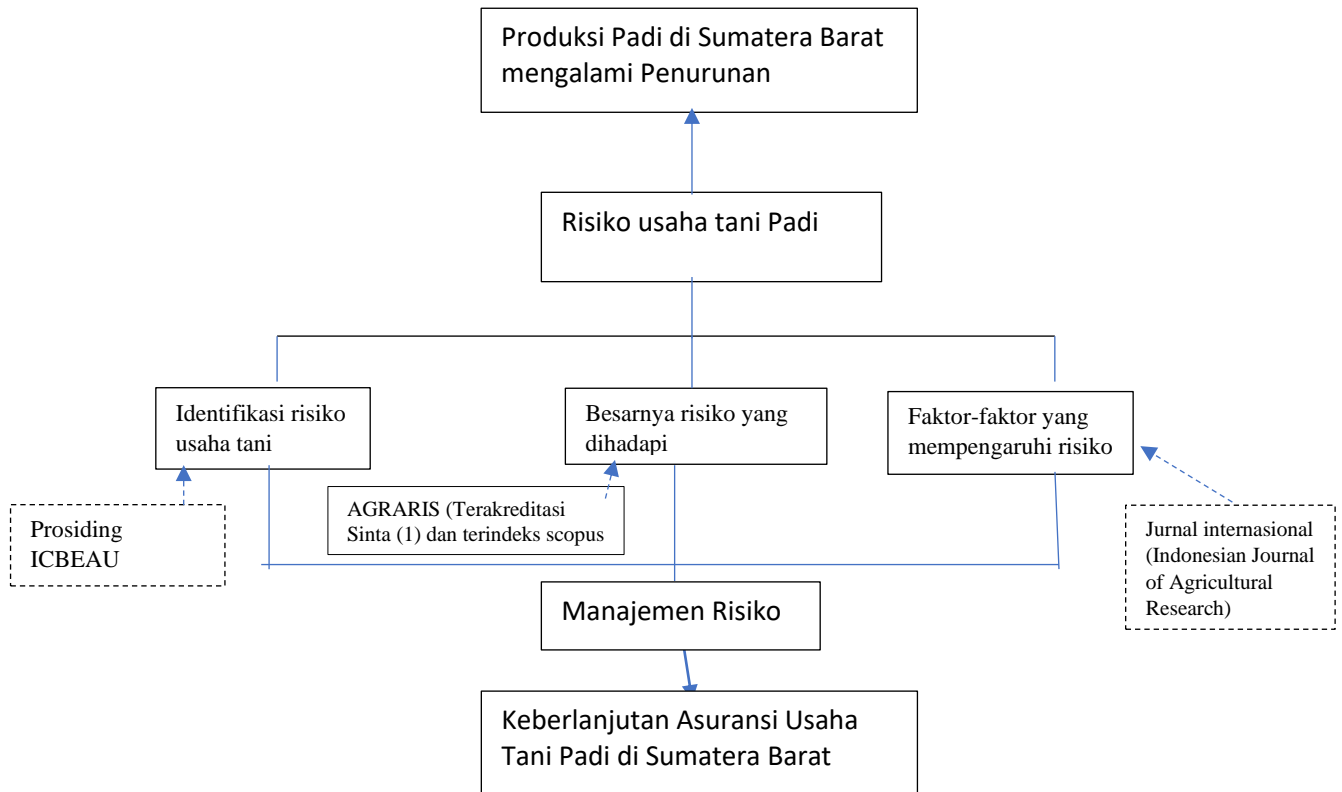 Produksi Padi di Sumatera Barat
mengalami Penurunan
Risiko usaha tani Padi
Identifikasi risiko
usaha tani
Besarnya risiko yang
dihadapi
Faktor-faktor yang
mempengaruhi risiko
Prosiding
ICBEAU
AGRARIS (Terakreditasi
Sinta (1) dan terindeks scopus
Jurnal internasional
(Indonesian Journal
of Agricultural
Research)
Manajemen Risiko
Keberlanjutan Asuransi Usaha
Tani Padi di Sumatera Barat